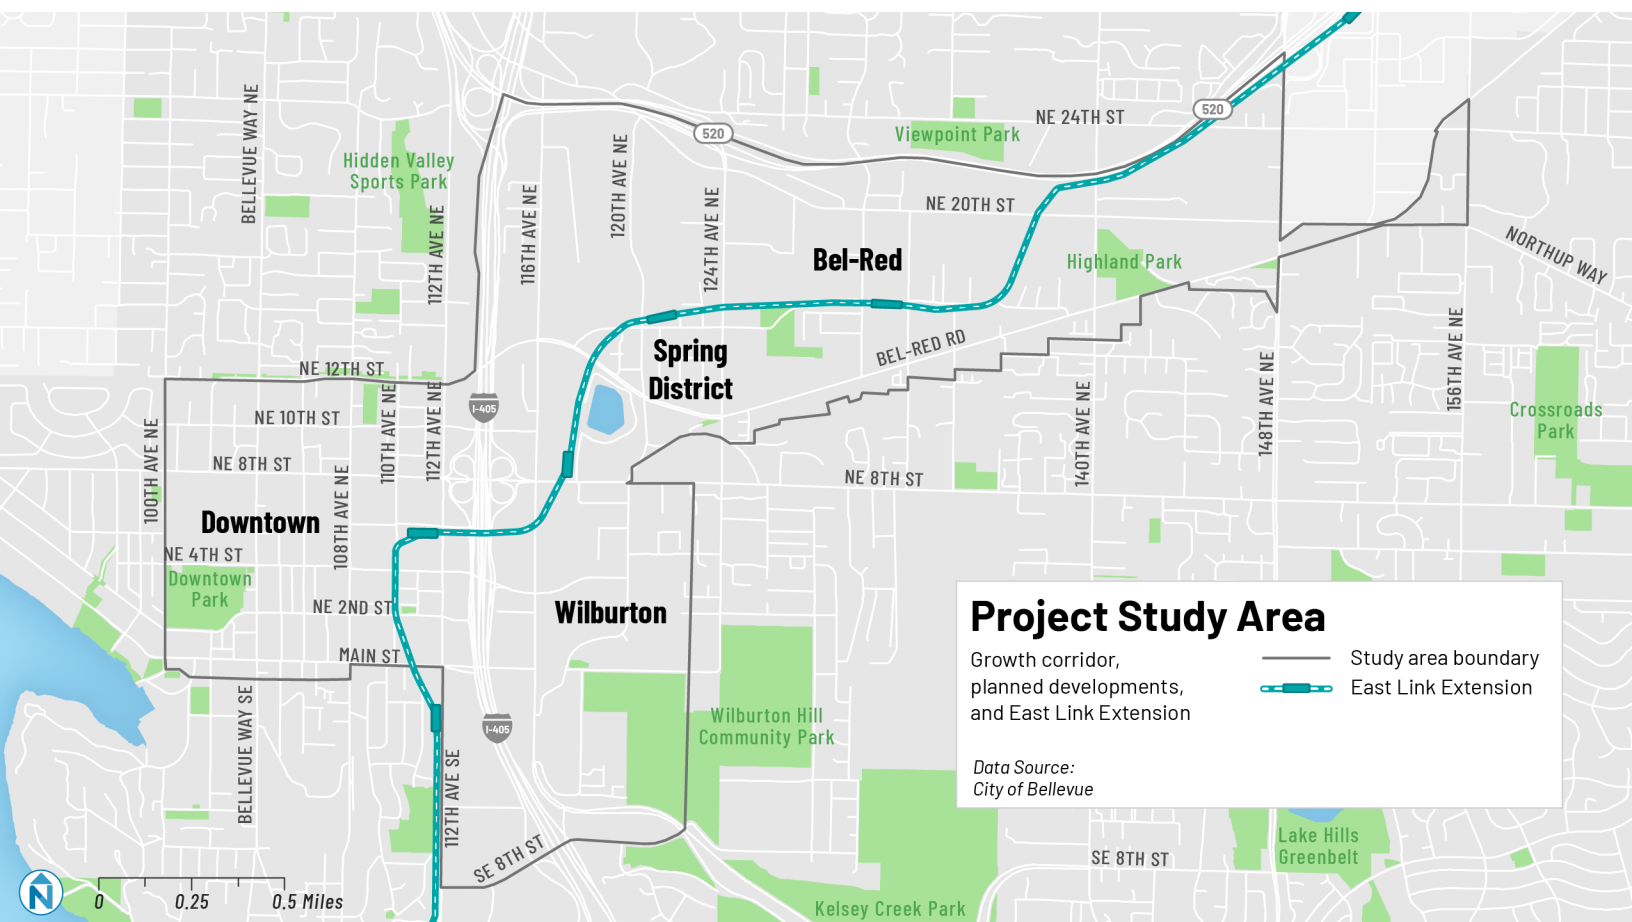 BELLEVUE WAY NE
Hidden Valley
Sports Park
112TH AVE NE
116TH AVE NE
120TH AVE NE
124TH AVE NE
520
Viewpoint Park
NE 24TH ST
520
NE 20TH ST
Bel-Red
Highland Park
NORTHUP WAY
BEL-RED RD
Spring
District
NE 12TH ST
NE 10TH ST
NE 8TH ST
100TH AVE NE
108TH AVE NE
110TH AVE NE
112TH AVE NE
I-405
140TH AVE NE
148TH AVE NE
156TH AVE NE
Crossroads
Park
NE 8TH ST
Downtown
NE 4TH ST
Downtown
Park
NE 2ND ST
MAIN ST
Wilburton
BELLEVUE WAY SE
112TH AVE SE
I-405
Wilburton Hill
Community Park
SE 8TH ST
Kelsey Creek Park
SE 8TH ST
Lake Hills
Greenbelt
Project Study Area
Growth corridor,
planned developments,
and East Link Extension
Study area boundary
East Link Extension
Data Source:
City of Bellevue
N
0 0.25 0.5 Miles